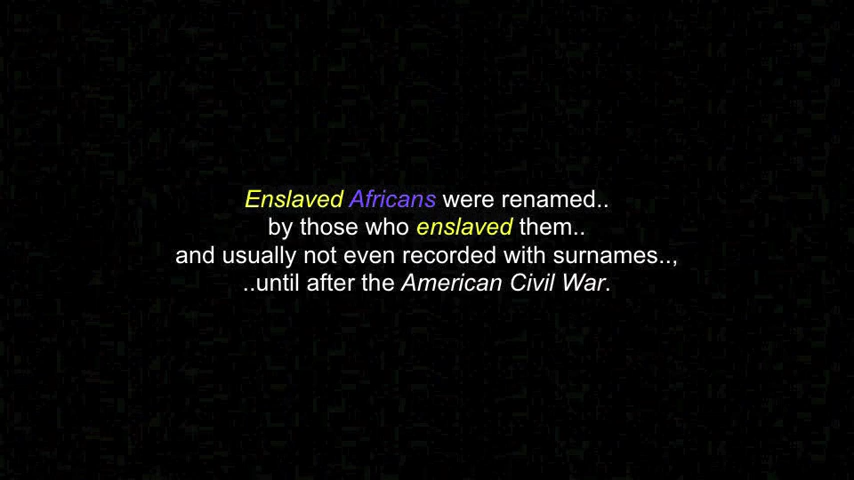 Enslaved Africans were renamed..
by those who enslaved them..
and usually not even recorded with surnames..,
..until after the American Civil War.